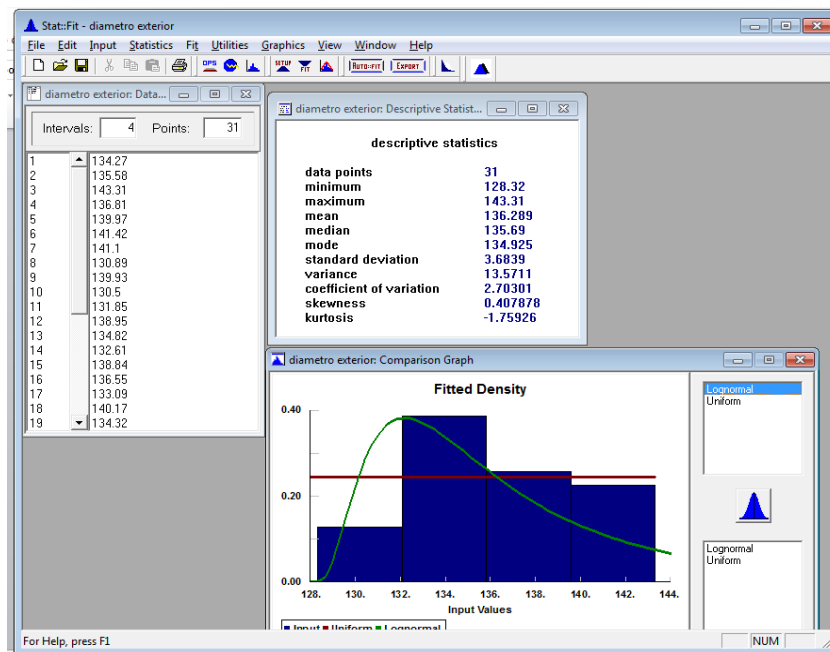 Stat::Fit - diametro exterior
File Edit Input Statistics Fit Utilities Graphics View Window Help
DPS SETUP FIT AUTO::FIT EXPORT
diametro exterior: Data...
Intervals: 4 Points: 31
1 134.27
2 135.58
3 143.31
4 136.81
5 139.97
6 141.42
7 141.1
8 130.89
9 139.93
10 130.5
11 131.85
12 138.95
13 134.82
14 132.61
15 138.84
16 136.55
17 133.09
18 140.17
19 134.32
diametro exterior: Descriptive Statist...
descriptive statistics
data points 31
minimum 128.32
maximum 143.31
mean 136.289
median 135.69
mode 134.925
standard deviation 3.6839
variance 13.5711
coefficient of variation 2.70301
skewness 0.407878
kurtosis -1.75926
diametro exterior: Comparison Graph
Fitted Density
0.40
0.20
0.00
128. 130. 132. 134. 136. 138. 140. 142. 144.
Input Values
Input Uniform Lognormal
Lognormal
Uniform
Lognormal
Uniform
For Help, press F1
NUM